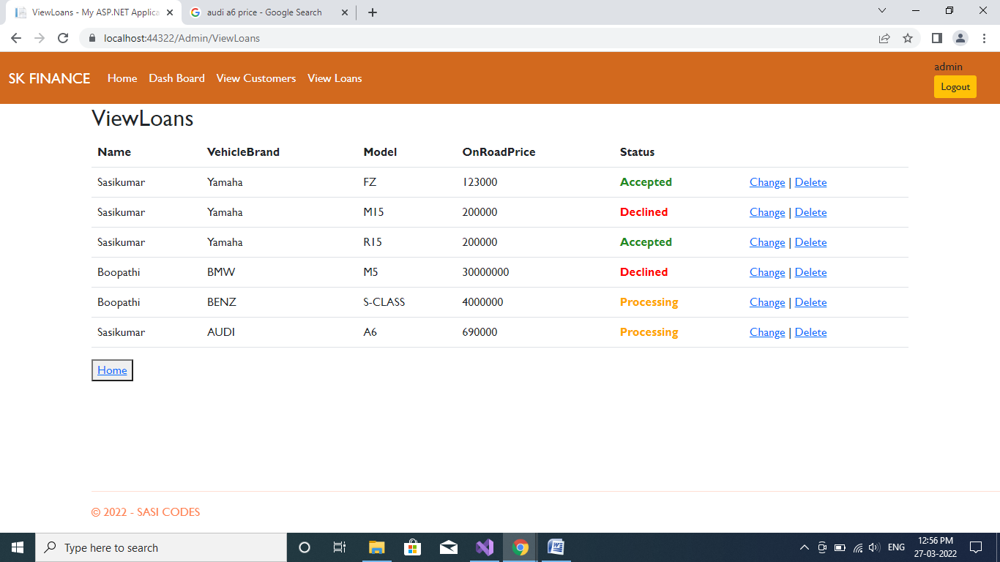 ViewLoans - My ASP.NET Applica
audi a6 price - Google Search
localhost:44322/Admin/ViewLoans
SK FINANCE Home Dash Board View Customers View Loans
admin
Logout
ViewLoans
Name VehicleBrand Model OnRoadPrice Status
Sasikumar Yamaha FZ 123000 Accepted Change | Delete
Sasikumar Yamaha M15 200000 Declined Change | Delete
Sasikumar Yamaha R15 200000 Accepted Change | Delete
Boopathi BMW M5 30000000 Declined Change | Delete
Boopathi BENZ S-CLASS 4000000 Processing Change | Delete
Sasikumar AUDI A6 690000 Processing Change | Delete
Home
© 2022 - SASI CODES
Type here to search
ENG
12:56 PM
27-03-2022